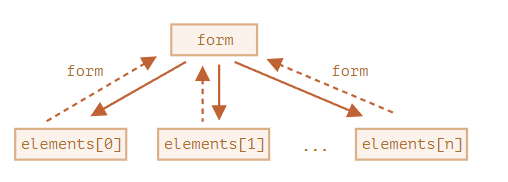 form
form form
elements[0] elements[1] ... elements[n]